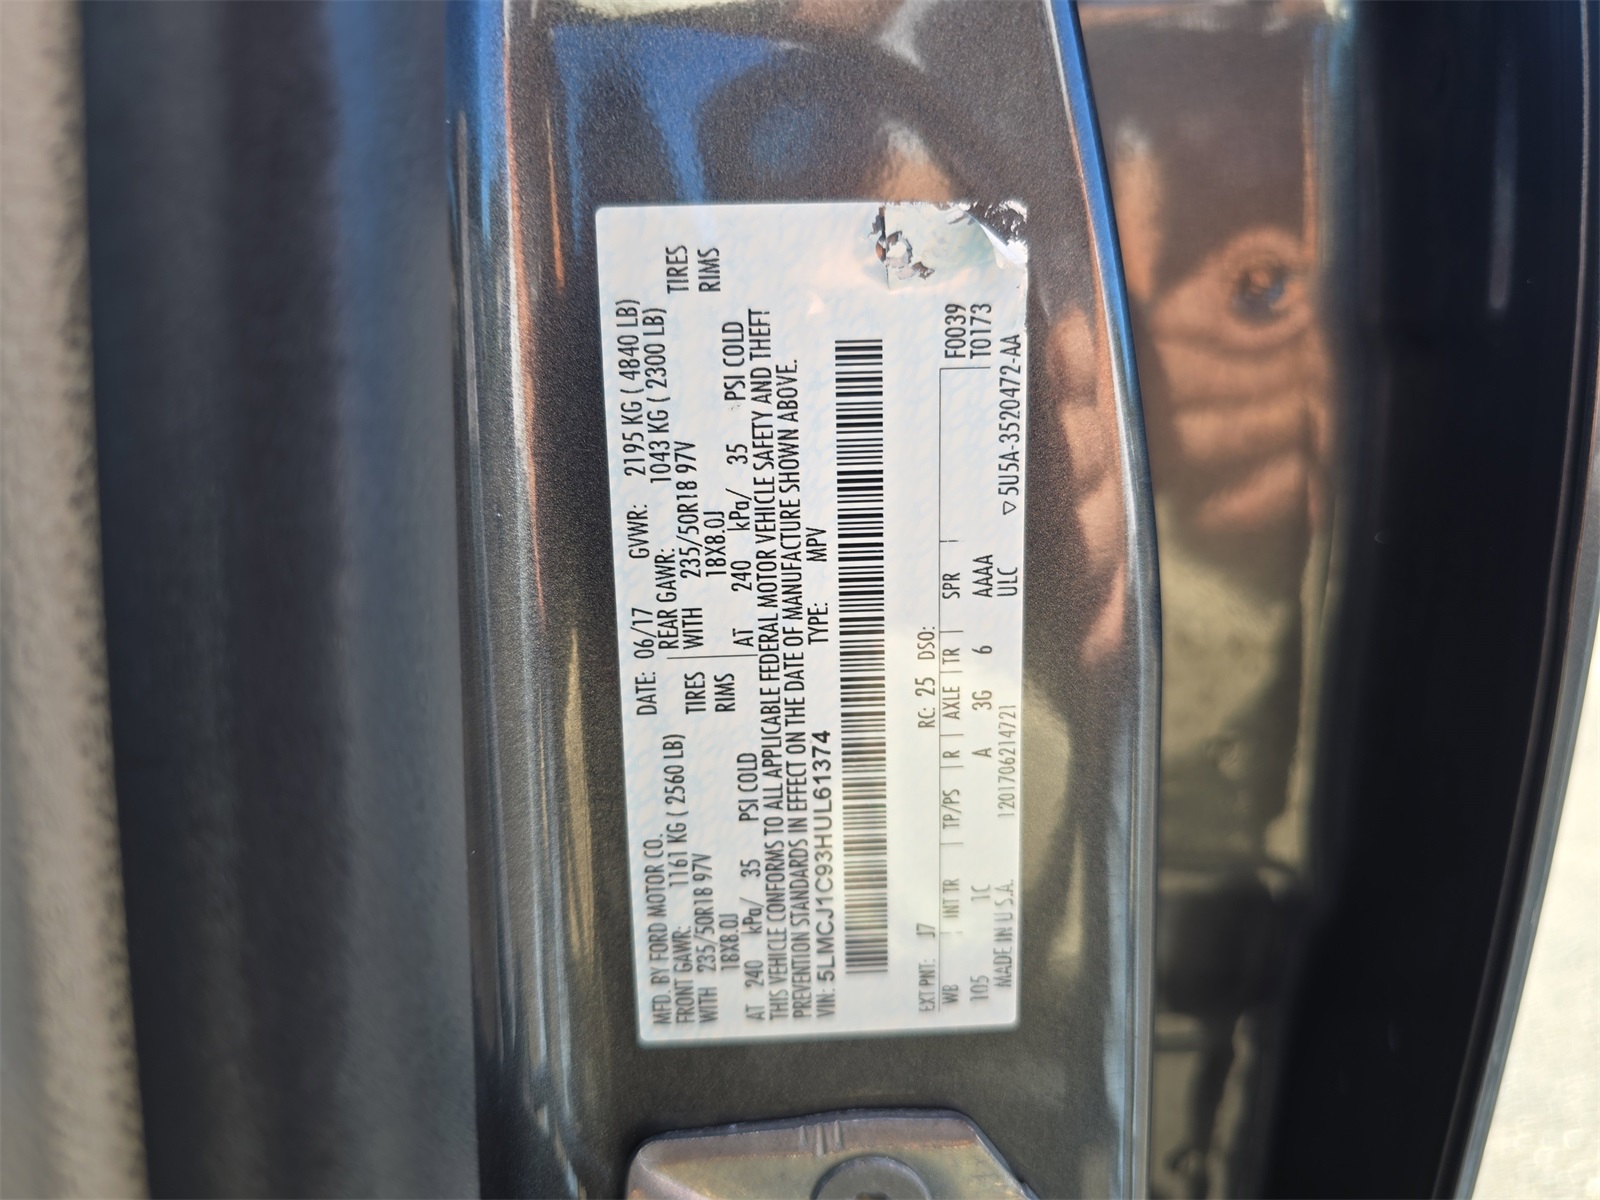 MFD. BY FORD MOTOR CO. DATE: 06/17 GVWR: 2195 KG ( 4840 LB)
FRONT GAWR: 1161 KG ( 2560 LB) REAR GAWR: 1043 KG ( 2300 LB)
WITH 235/50R18 97V TIRES WITH 235/50R18 97V TIRES
18X8.0J RIMS 18X8.0J RIMS
AT 240 kPa/ 35 PSI COLD AT 240 kPa/ 35 PSI COLD
THIS VEHICLE CONFORMS TO ALL APPLICABLE FEDERAL MOTOR VEHICLE SAFETY AND THEFT
PREVENTION STANDARDS IN EFFECT ON THE DATE OF MANUFACTURE SHOWN ABOVE.
VIN: 5LMCJ1C93HUL61374 TYPE: MPV
EXT PNT: J7 RC: 25 DSO: F0039
WB INT TR TP/PS R AXLE TR SPR T0173
105 1C A 3G 6 AAAA
MADE IN U.S.A. 1201706214721 ULC ▽ 5U5A-3520472-AA